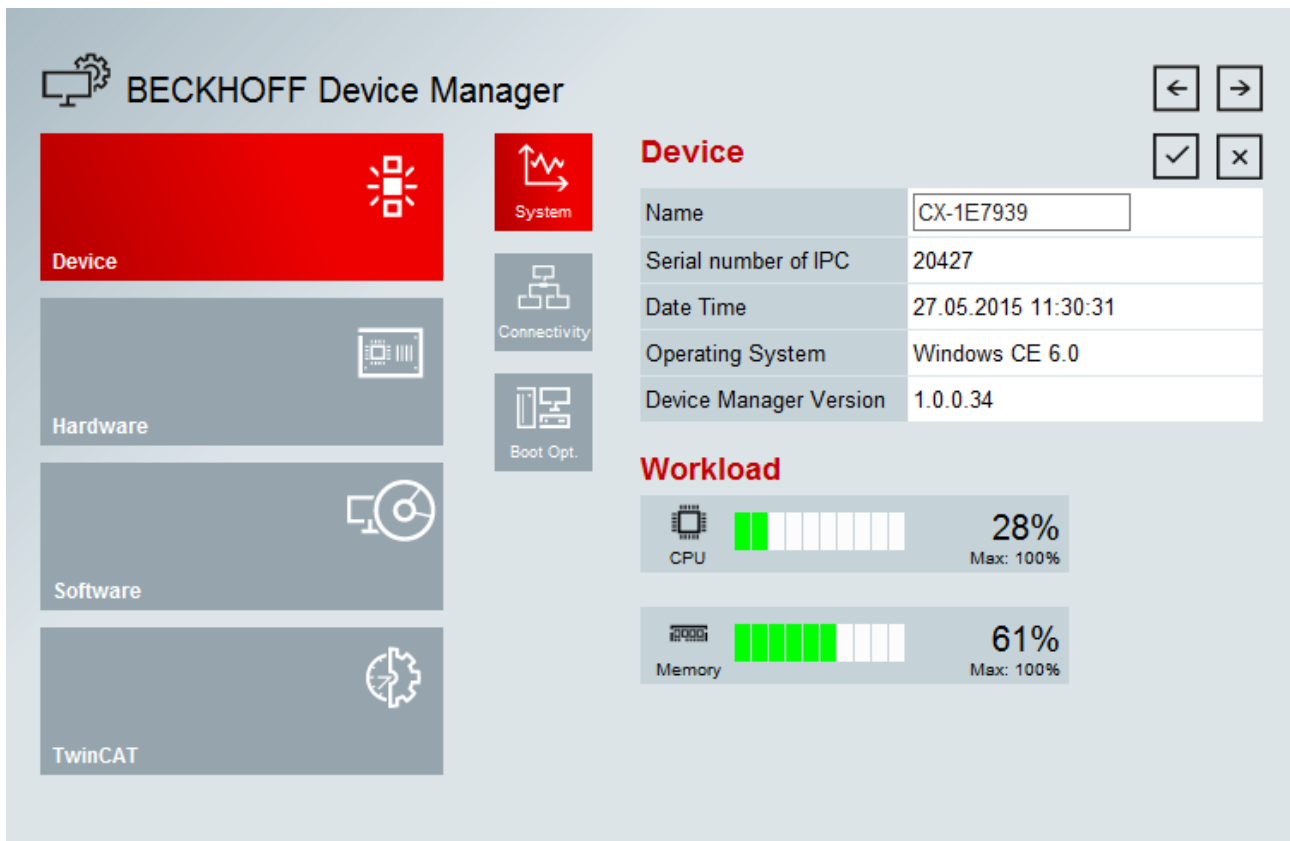 BECKHOFF Device Manager
Device
Hardware
Software
TwinCAT
System
Connectivity
Boot Opt.
Device
Name CX-1E7939
Serial number of IPC 20427
Date Time 27.05.2015 11:30:31
Operating System Windows CE 6.0
Device Manager Version 1.0.0.34
Workload
CPU 28%
Max: 100%
Memory 61%
Max: 100%